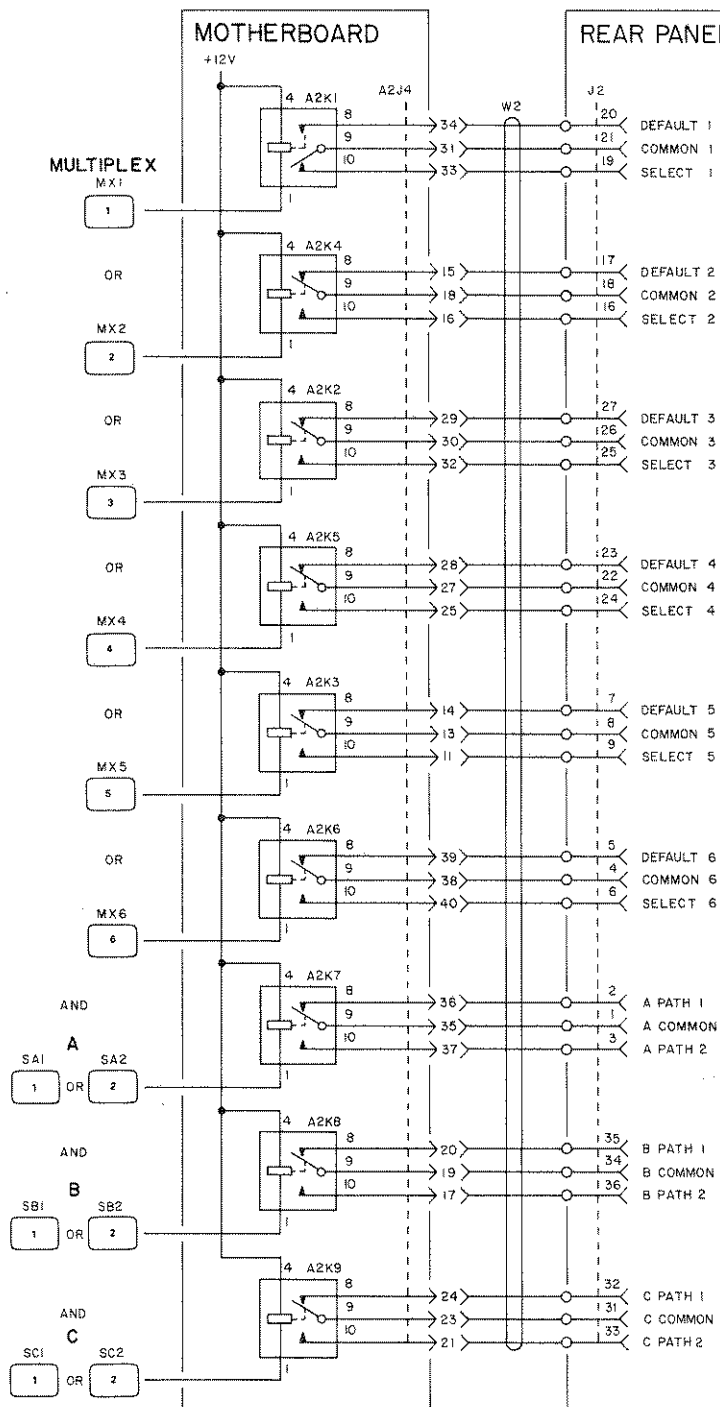 MOTHERBOARD
REAR PANEL
+12V
A2J4
W2
J2
4 A2K1
8 34 20 DEFAULT 1
9 31 21 COMMON 1
10 33 19 SELECT 1
1
MULTIPLEX
MX1
1
4 A2K4
8 15 17 DEFAULT 2
9 18 18 COMMON 2
10 16 16 SELECT 2
1
OR
MX2
2
4 A2K2
8 29 27 DEFAULT 3
9 30 26 COMMON 3
10 32 25 SELECT 3
1
OR
MX3
3
4 A2K5
8 28 23 DEFAULT 4
9 27 22 COMMON 4
10 25 24 SELECT 4
1
OR
MX4
4
4 A2K3
8 14 7 DEFAULT 5
9 13 8 COMMON 5
10 11 9 SELECT 5
1
OR
MX5
5
4 A2K6
8 39 5 DEFAULT 6
9 38 4 COMMON 6
10 40 6 SELECT 6
1
OR
MX6
6
4 A2K7
8 36 2 A PATH 1
9 35 1 A COMMON
10 37 3 A PATH 2
1
AND
A
SA1 SA2
1 OR 2
4 A2K8
8 20 35 B PATH 1
9 19 34 B COMMON
10 17 36 B PATH 2
1
AND
B
SB1 SB2
1 OR 2
4 A2K9
8 24 32 C PATH 1
9 23 31 C COMMON
10 21 33 C PATH 2
1
AND
C
SC1 SC2
1 OR 2